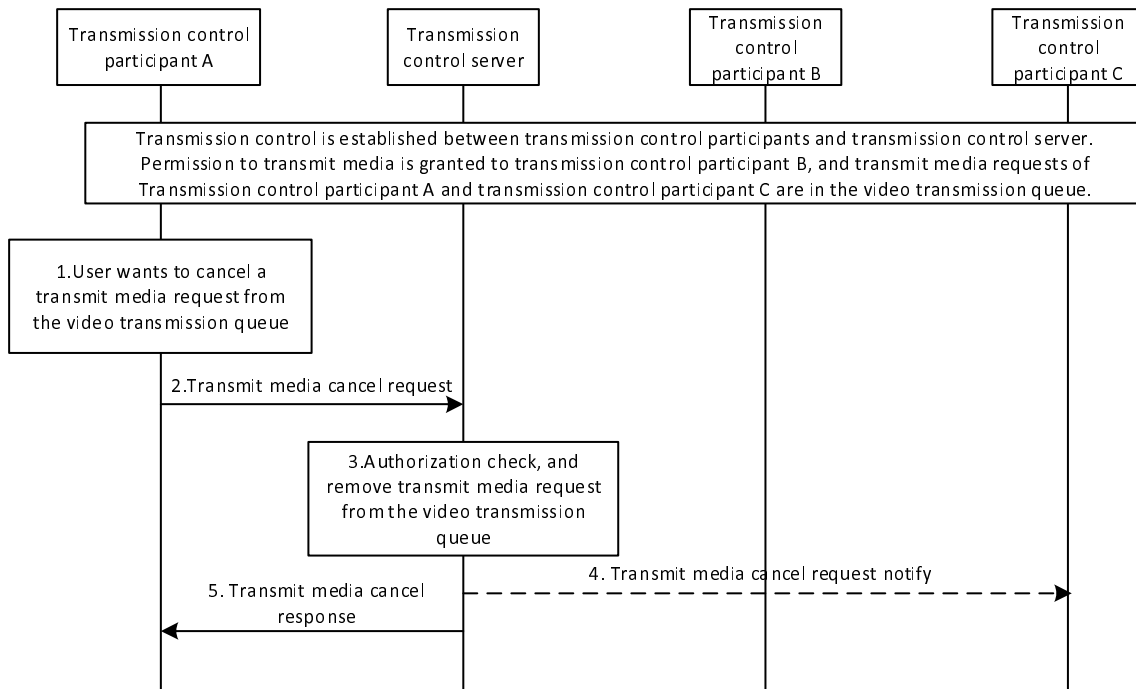 Transmission control
participant A
Transmission
control server
Transmission
control
participant B
Transmission
control
participant C
Transmission control is established between transmission control participants and transmission control server.
Permission to transmit media is granted to transmission control participant B, and transmit media requests of
Transmission control participant A and transmission control participant C are in the video transmission queue.
1.User wants to cancel a
transmit media request from
the video transmission queue
2.Transmit media cancel request
3.Authorization check, and
remove transmit media request
from the video transmission
queue
4. Transmit media cancel request notify
5. Transmit media cancel
response